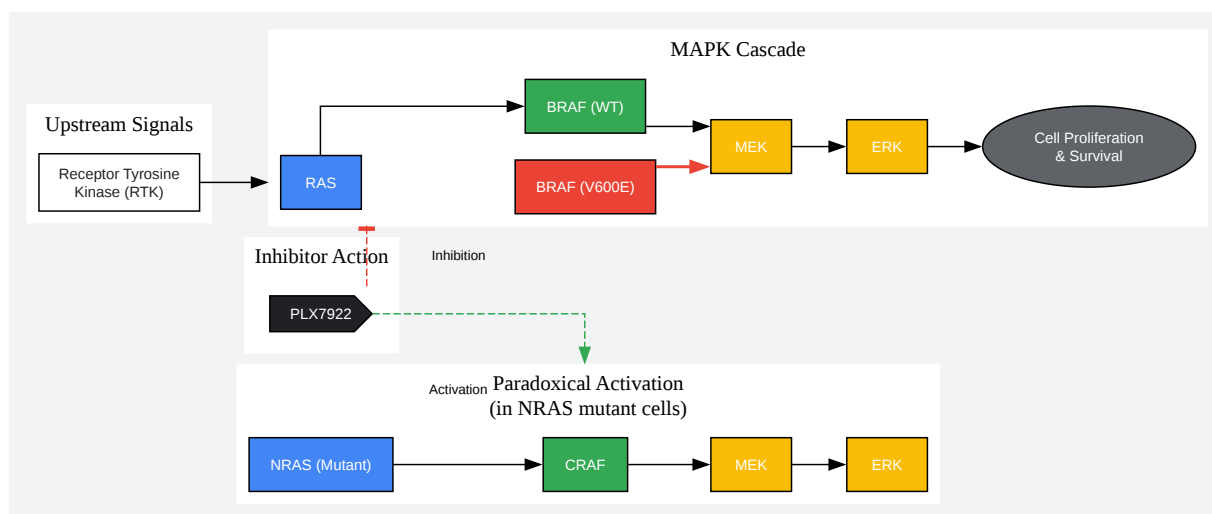 MAPK Cascade
Upstream Signals
Receptor Tyrosine
Kinase (RTK)
RAS
BRAF (WT)
BRAF (V600E)
MEK
ERK
Cell Proliferation
& Survival
Inhibitor Action
Inhibition
PLX7922
Activation
Paradoxical Activation
(in NRAS mutant cells)
NRAS (Mutant)
CRAF
MEK
ERK